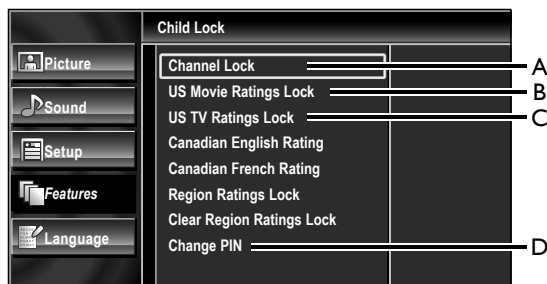 Child Lock
Picture
Sound
Setup
Features
Language
Channel Lock
US Movie Ratings Lock
US TV Ratings Lock
Canadian English Rating
Canadian French Rating
Region Ratings Lock
Clear Region Ratings Lock
Change PIN
A
B
C
D